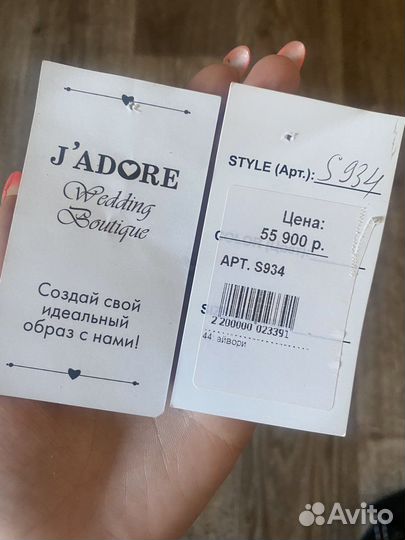 J'ADORE
Wedding
Boutique
Создай свой
идеальный
образ с нами!
STYLE (Арт.): S934
Цена:
55 900 р.
АРТ. S934
2 200000 023391
44 айвори
Avito